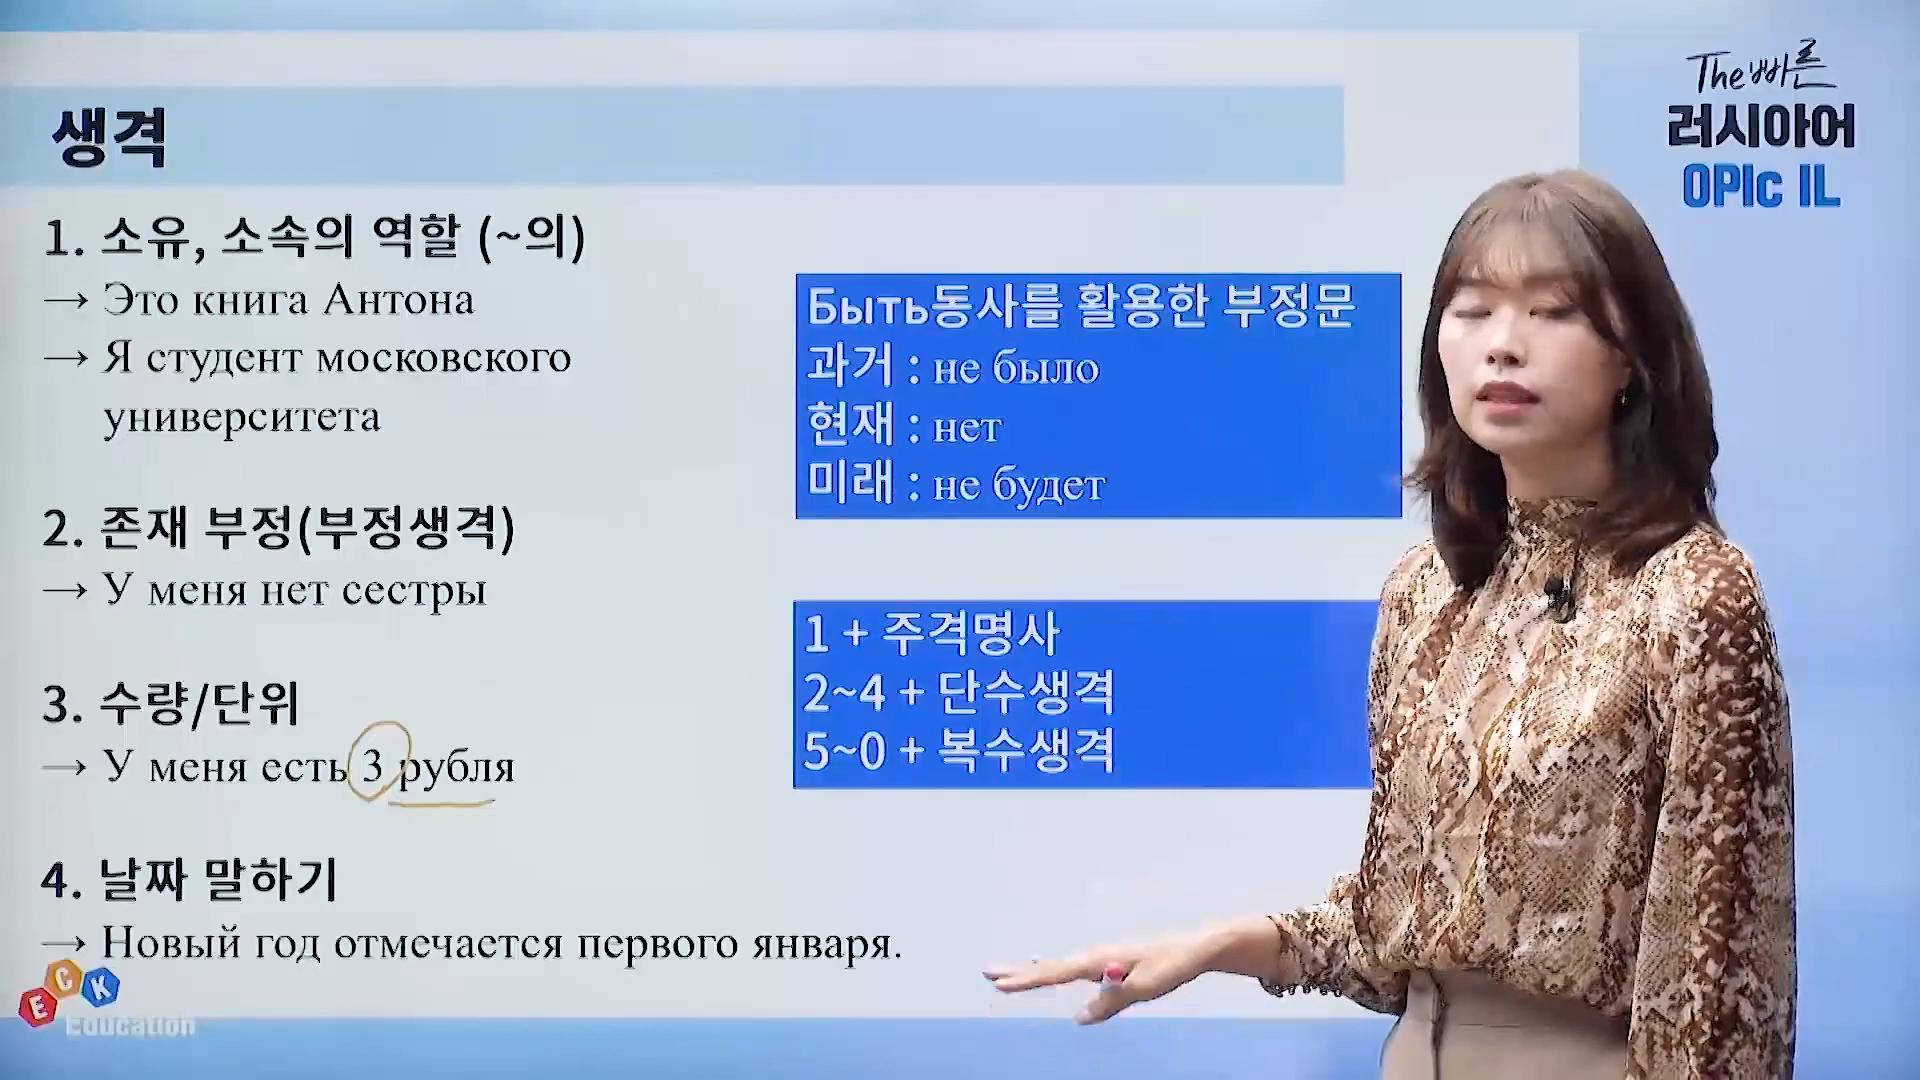 생격
1. 소유, 소속의 역할 (~의)
→ Это книга Антона
→ Я студент московского
университета
2. 존재 부정(부정생격)
→ У меня нет сестры
3. 수량/단위
→ У меня есть 3 рубля
4. 날짜 말하기
→ Новый год отмечается первого января.
Быть동사를 활용한 부정문
과거 : не было
현재 : нет
미래 : не будет
1 + 주격명사
2~4 + 단수생격
5~0 + 복수생격
The빠른
러시아어
OPIc IL
ECK
Education